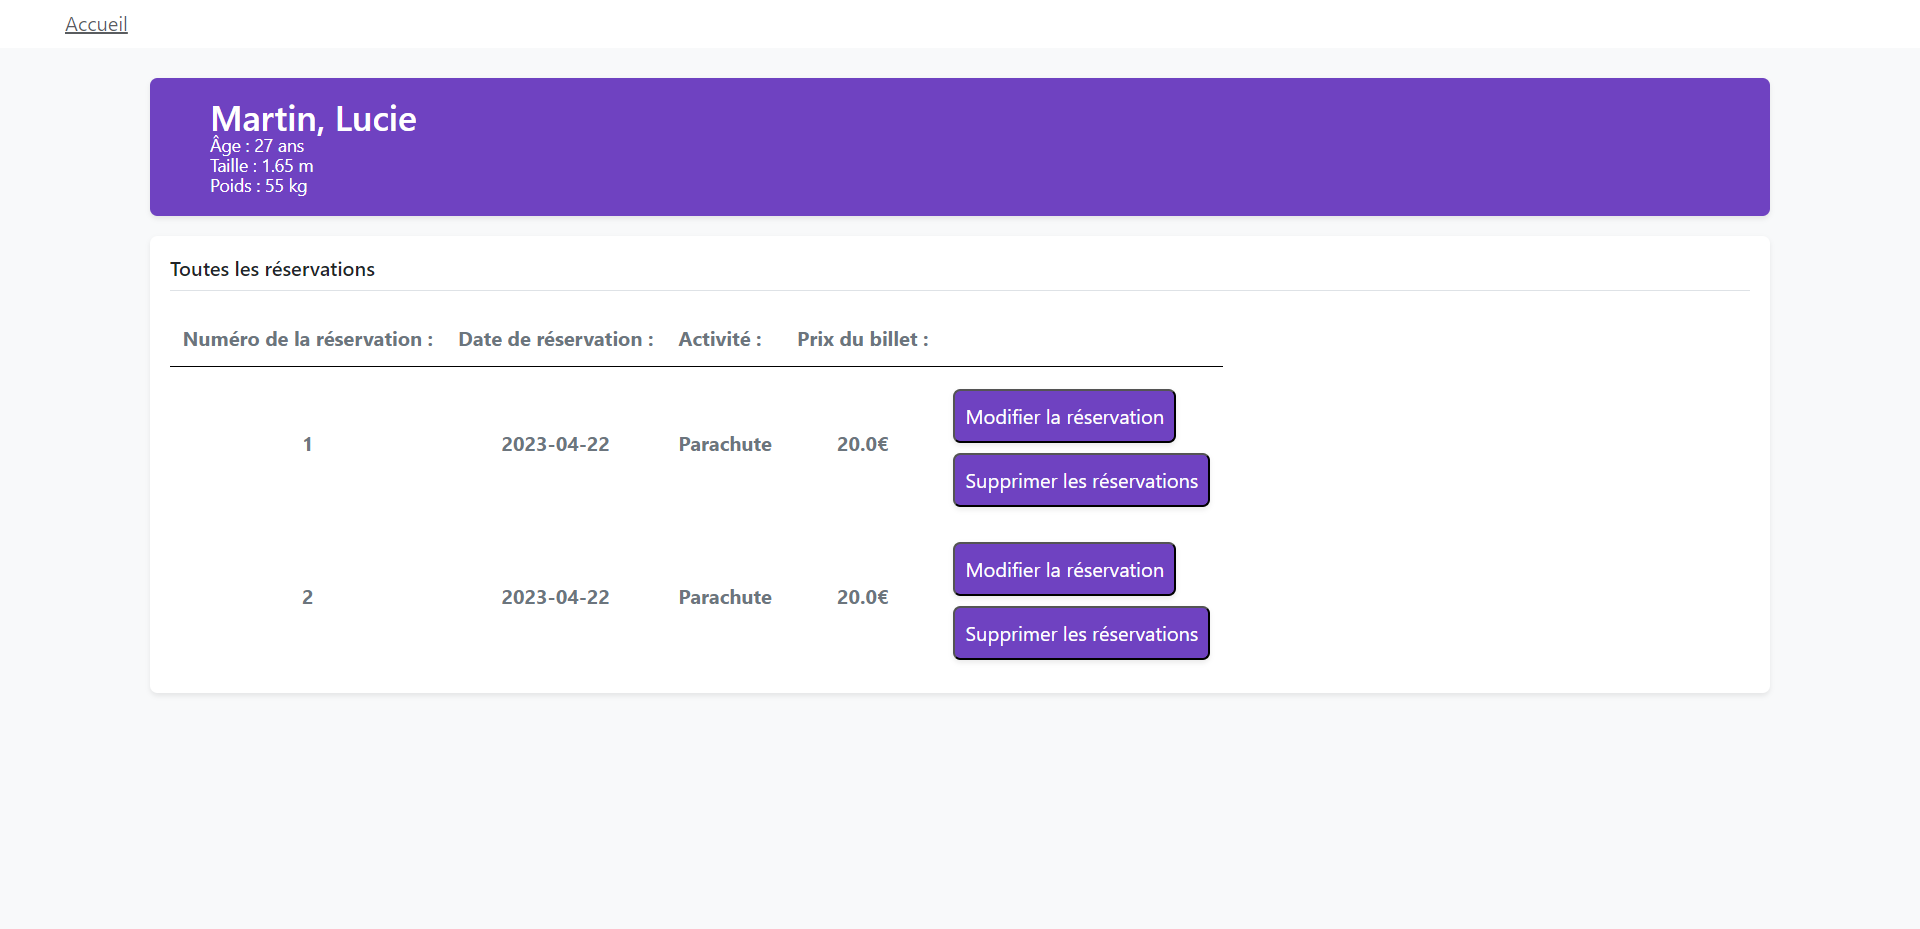 Accueil
Martin, Lucie
Âge : 27 ans
Taille : 1.65 m
Poids : 55 kg
Toutes les réservations
Numéro de la réservation : Date de réservation : Activité : Prix du billet :
1 2023-04-22 Parachute 20.0€
Modifier la réservation
Supprimer les réservations
2 2023-04-22 Parachute 20.0€
Modifier la réservation
Supprimer les réservations